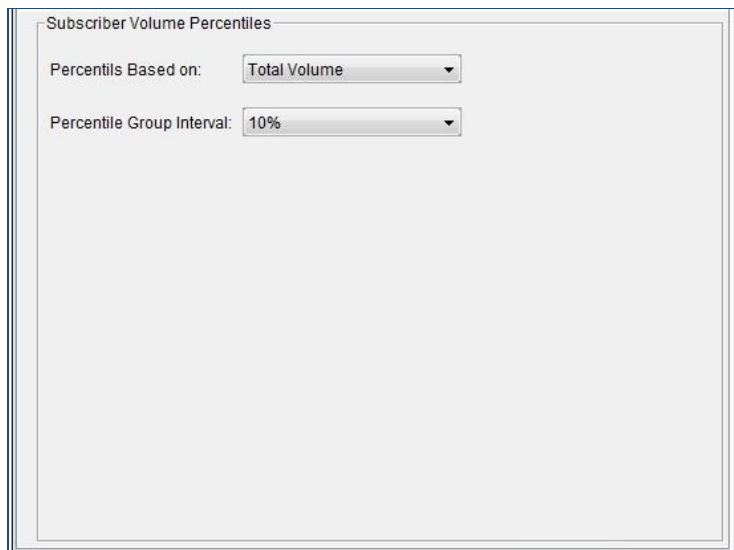 Subscriber Volume Percentiles
Percentils Based on: Total Volume
Percentile Group Interval: 10%